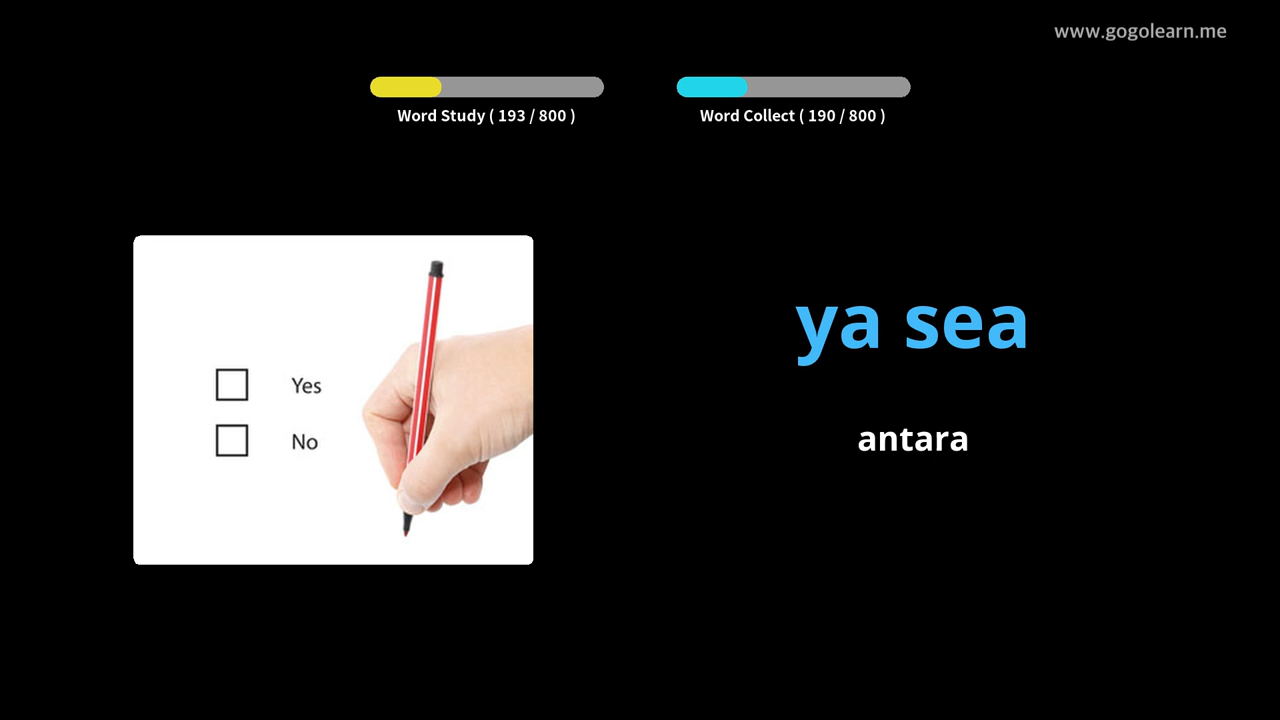 www.gogolearn.me
Word Study ( 193 / 800 )
Word Collect ( 190 / 800 )
Yes
No
ya sea
antara